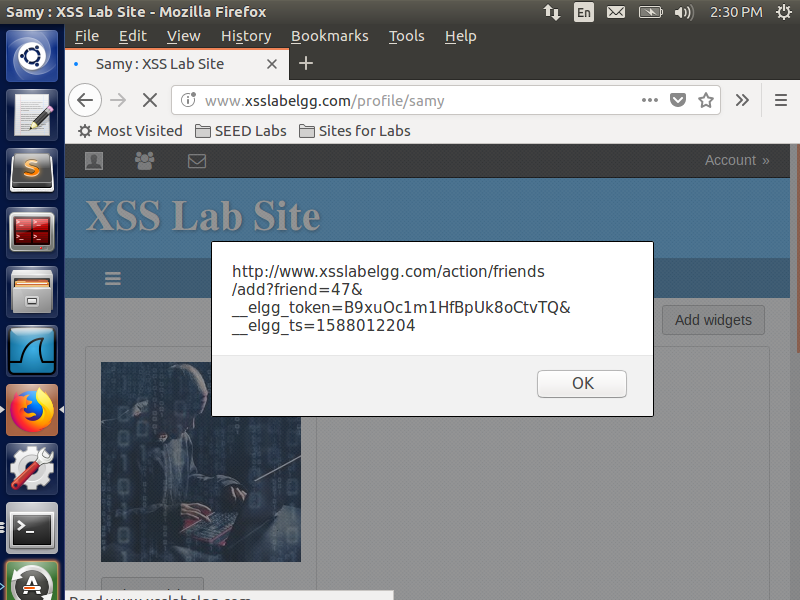 Samy : XSS Lab Site - Mozilla Firefox
En
2:30 PM
File Edit View History Bookmarks Tools Help
Samy : XSS Lab Site
www.xsslabelgg.com/profile/samy
Most Visited SEED Labs Sites for Labs
Account »
XSS Lab Site
http://www.xsslabelgg.com/action/friends
/add?friend=47&
__elgg_token=B9xuOc1m1HfBpUk8oCtvTQ&
__elgg_ts=1588012204
OK
Add widgets